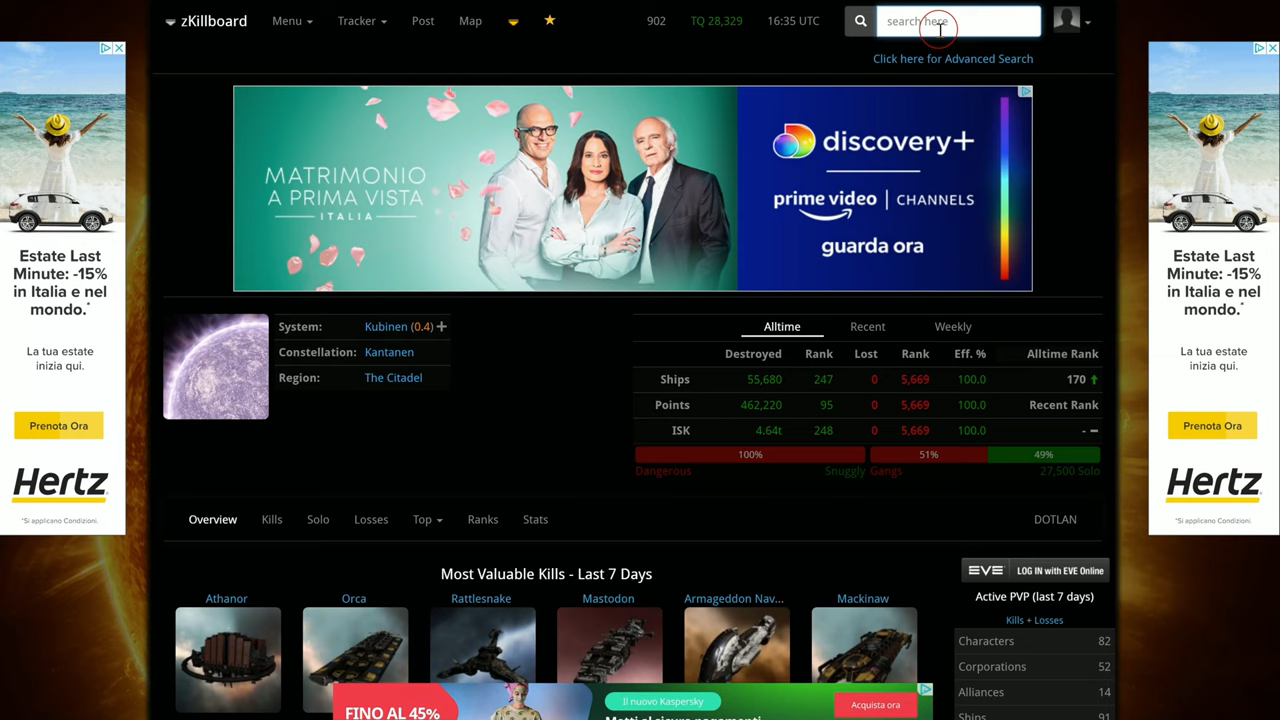 zKillboard Menu Tracker Post Map 902 TQ 28,329 16:35 UTC search here
Click here for Advanced Search
MATRIMONIO
A PRIMA VISTA
ITALIA
discovery+
prime video | CHANNELS
guarda ora
Estate Last
Minute: -15%
in Italia e nel
mondo.*
La tua estate
inizia qui.
Prenota Ora
Hertz
*Si applicano Condizioni.
System: Kubinen (0.4)
Constellation: Kantanen
Region: The Citadel
Alltime Recent Weekly
Destroyed Rank Lost Rank Eff. % Alltime Rank
Ships 55,680 247 0 5,669 100.0 170
Points 462,220 95 0 5,669 100.0 Recent Rank
ISK 4.64t 248 0 5,669 100.0 -
100% 51% 49%
Dangerous Snuggly Gangs 27,500 Solo
Estate Last
Minute: -15%
in Italia e nel
mondo.*
La tua estate
inizia qui.
Prenota Ora
Hertz
*Si applicano Condizioni.
Overview Kills Solo Losses Top Ranks Stats DOTLAN
Most Valuable Kills - Last 7 Days
Athanor Orca Rattlesnake Mastodon Armageddon Nav... Mackinaw
EVE LOG IN with EVE Online
Active PVP (last 7 days)
Kills + Losses
Characters 82
Corporations 52
Alliances 14
Ships 91
FINO AL 45%
Il nuovo Kaspersky
Acquista ora